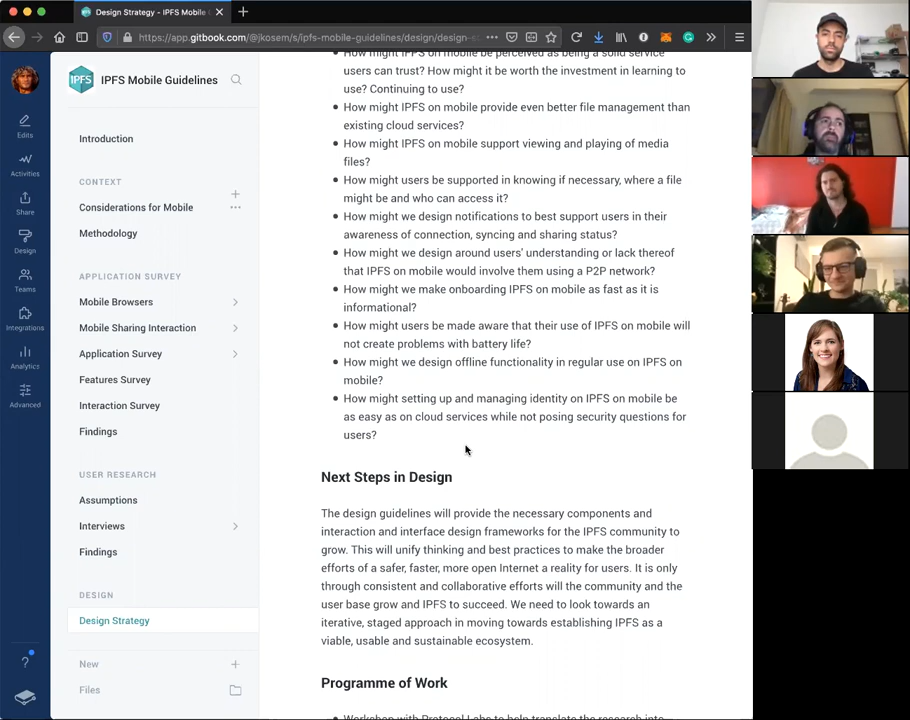 Design Strategy - IPFS Mobile
https://app.gitbook.com/@jkosem/s/ipfs-mobile-guidelines/design/design-
IPFS
IPFS Mobile Guidelines
Edits
Activities
Share
Design
Teams
Integrations
Analytics
Advanced
?
Introduction
CONTEXT
Considerations for Mobile
Methodology
APPLICATION SURVEY
Mobile Browsers
Mobile Sharing Interaction
Application Survey
Features Survey
Interaction Survey
Findings
USER RESEARCH
Assumptions
Interviews
Findings
DESIGN
Design Strategy
New
Files
How might IPFS on mobile be perceived as being a solid service
users can trust? How might it be worth the investment in learning to
use? Continuing to use?
How might IPFS on mobile provide even better file management than
existing cloud services?
How might IPFS on mobile support viewing and playing of media
files?
How might users be supported in knowing if necessary, where a file
might be and who can access it?
How might we design notifications to best support users in their
awareness of connection, syncing and sharing status?
How might we design around users' understanding or lack thereof
that IPFS on mobile would involve them using a P2P network?
How might we make onboarding IPFS on mobile as fast as it is
informational?
How might users be made aware that their use of IPFS on mobile will
not create problems with battery life?
How might we design offline functionality in regular use on IPFS on
mobile?
How might setting up and managing identity on IPFS on mobile be
as easy as on cloud services while not posing security questions for
users?
Next Steps in Design
The design guidelines will provide the necessary components and
interaction and interface design frameworks for the IPFS community to
grow. This will unify thinking and best practices to make the broader
efforts of a safer, faster, more open Internet a reality for users. It is only
through consistent and collaborative efforts will the community and the
user base grow and IPFS to succeed. We need to look towards an
iterative, staged approach in moving towards establishing IPFS as a
viable, usable and sustainable ecosystem.
Programme of Work
Workshop with Protocol Labs to help translate the research into